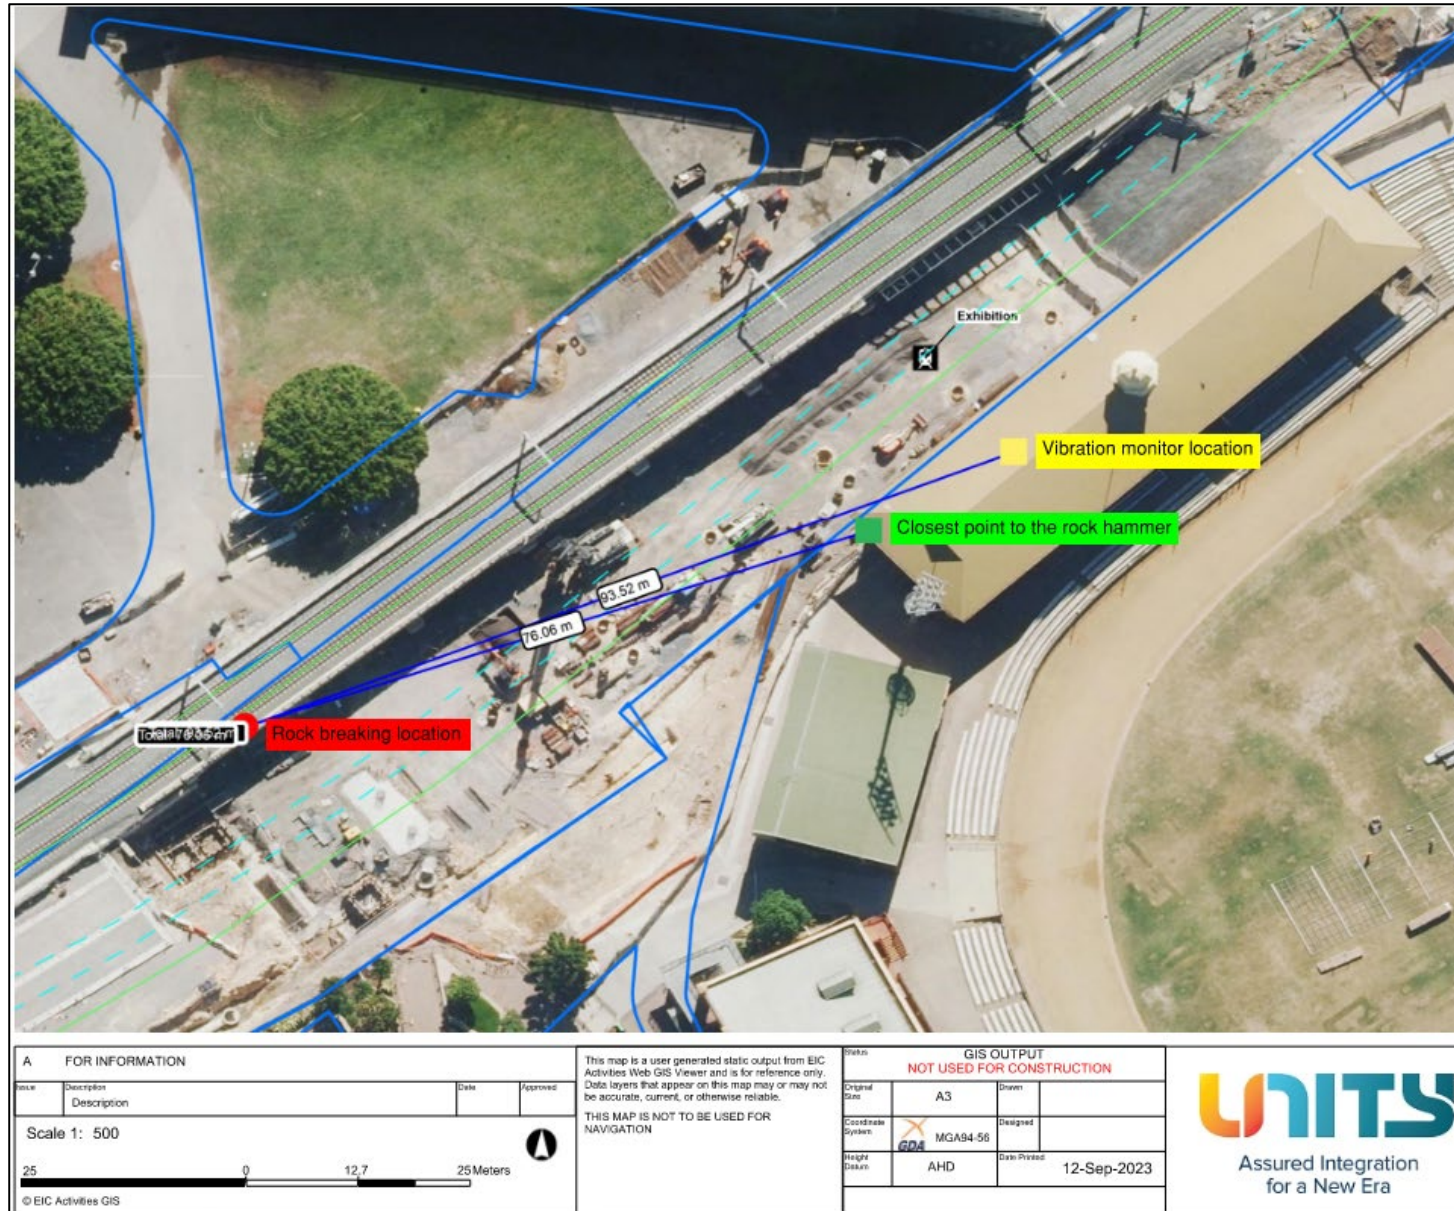 Exhibition
Vibration monitor location
Closest point to the rock hammer
93.52 m
76.06 m
Rock breaking location
A FOR INFORMATION
Issue Description Date Approved
Description
Scale 1: 500
25 0 12.7 25 Meters
© EIC Activities GIS
This map is a user generated static output from EIC
Activities Web GIS Viewer and is for reference only.
Data layers that appear on this map may or may not
be accurate, current, or otherwise reliable.
THIS MAP IS NOT TO BE USED FOR
NAVIGATION
Status
GIS OUTPUT
NOT USED FOR CONSTRUCTION
Original Size A3 Drawn
Coordinate System GDA MGA94-56 Designed
Height Datum AHD Date Printed 12-Sep-2023
UNITY
Assured Integration
for a New Era